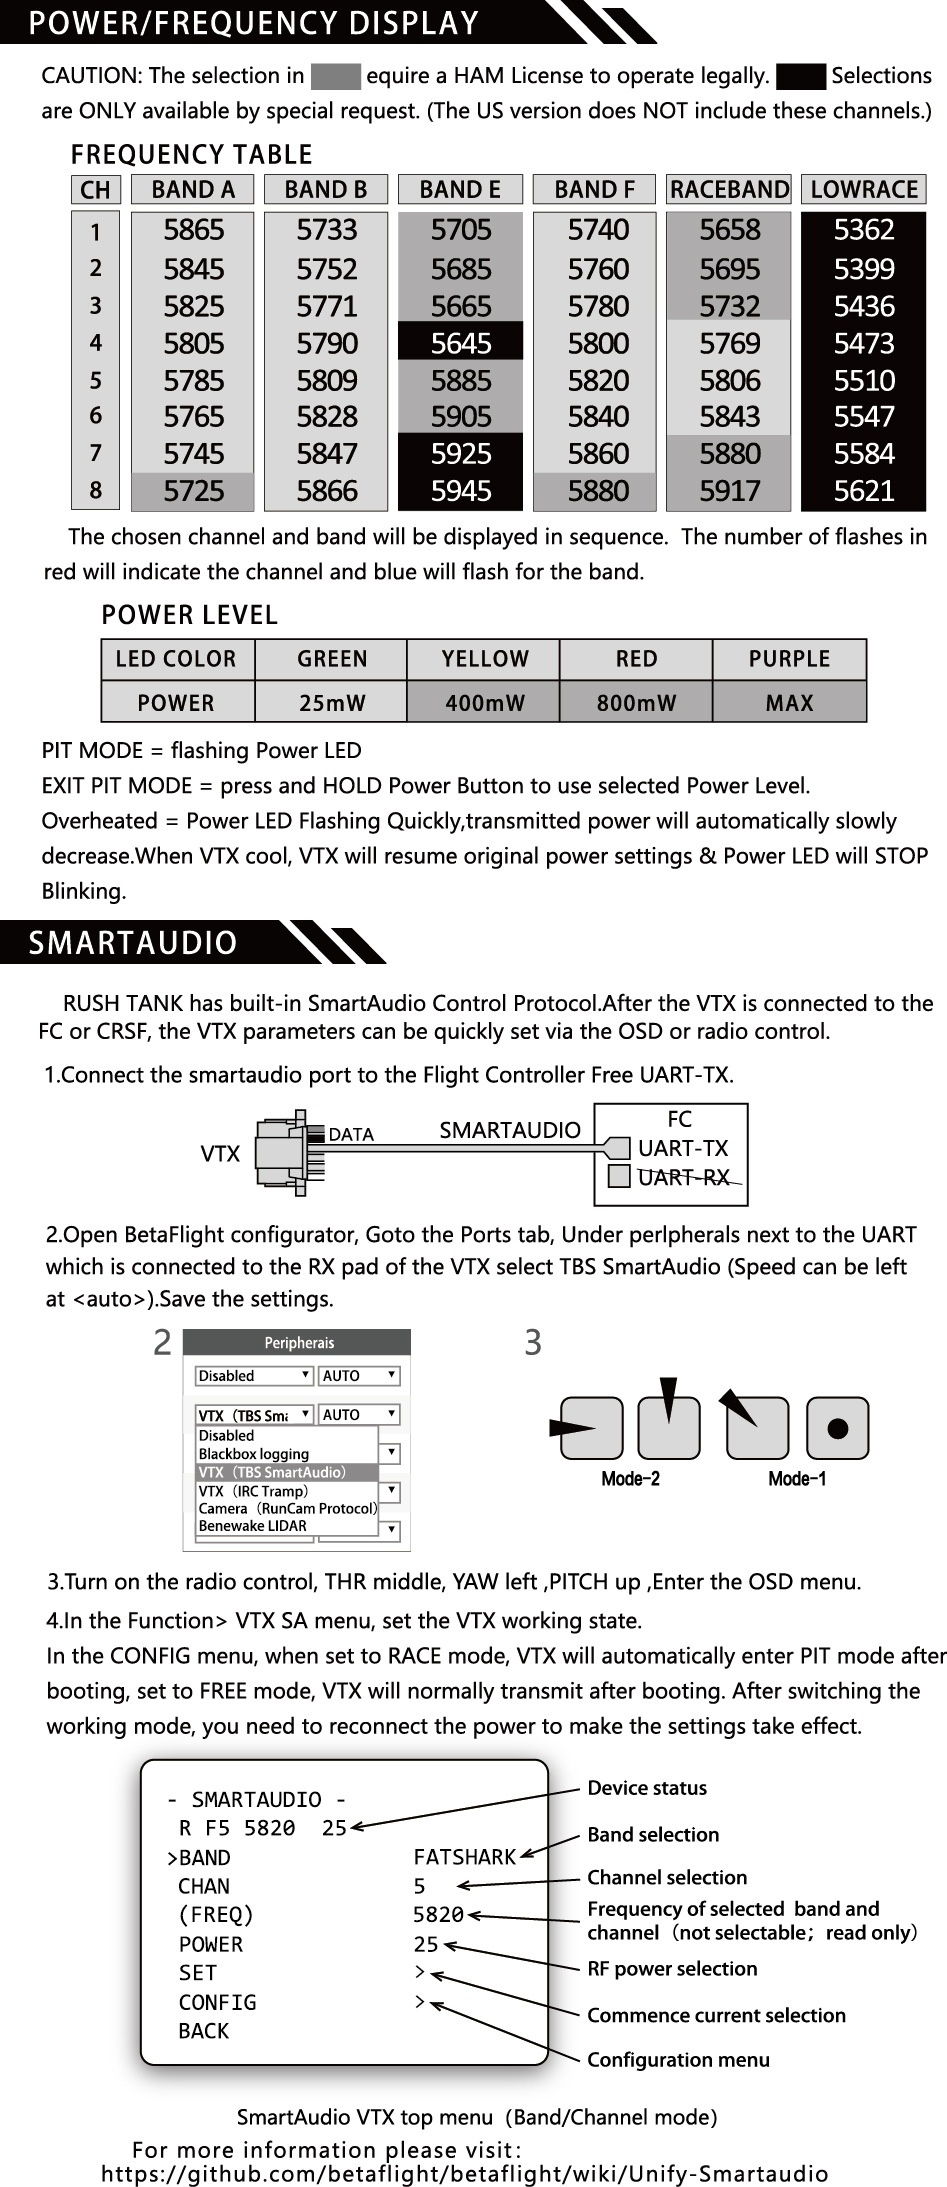 POWER/FREQUENCY DISPLAY
CAUTION: The selection in equire a HAM License to operate legally. Selections
are ONLY available by special request. (The US version does NOT include these channels.)
FREQUENCY TABLE
CH BAND A BAND B BAND E BAND F RACEBAND LOWRACE
1 5865 5733 5705 5740 5658 5362
2 5845 5752 5685 5760 5695 5399
3 5825 5771 5665 5780 5732 5436
4 5805 5790 5645 5800 5769 5473
5 5785 5809 5885 5820 5806 5510
6 5765 5828 5905 5840 5843 5547
7 5745 5847 5925 5860 5880 5584
8 5725 5866 5945 5880 5917 5621
The chosen channel and band will be displayed in sequence. The number of flashes in
red will indicate the channel and blue will flash for the band.
POWER LEVEL
LED COLOR GREEN YELLOW RED PURPLE
POWER 25mW 400mW 800mW MAX
PIT MODE = flashing Power LED
EXIT PIT MODE = press and HOLD Power Button to use selected Power Level.
Overheated = Power LED Flashing Quickly,transmitted power will automatically slowly
decrease.When VTX cool, VTX will resume original power settings & Power LED will STOP
Blinking.
SMARTAUDIO
RUSH TANK has built-in SmartAudio Control Protocol.After the VTX is connected to the
FC or CRSF, the VTX parameters can be quickly set via the OSD or radio control.
1.Connect the smartaudio port to the Flight Controller Free UART-TX.
FC
DATA SMARTAUDIO
VTX UART-TX
UART-RX
2.Open BetaFlight configurator, Goto the Ports tab, Under perlpherals next to the UART
which is connected to the RX pad of the VTX select TBS SmartAudio (Speed can be left
at <auto>).Save the settings.
2
Peripherais
Disabled ▼ AUTO ▼
VTX (TBS Sma ▼ AUTO ▼
Disabled
Blackbox logging
VTX (TBS SmartAudio)
VTX (IRC Tramp)
Camera (RunCam Protocol)
Benewake LIDAR
3
Mode-2 Mode-1
3.Turn on the radio control, THR middle, YAW left ,PITCH up ,Enter the OSD menu.
4.In the Function> VTX SA menu, set the VTX working state.
In the CONFIG menu, when set to RACE mode, VTX will automatically enter PIT mode after
booting, set to FREE mode, VTX will normally transmit after booting. After switching the
working mode, you need to reconnect the power to make the settings take effect.
- SMARTAUDIO -
R F5 5820 25
>BAND FATSHARK
CHAN 5
(FREQ) 5820
POWER 25
SET >
CONFIG >
BACK
Device status
Band selection
Channel selection
Frequency of selected band and
channel (not selectable; read only)
RF power selection
Commence current selection
Configuration menu
SmartAudio VTX top menu (Band/Channel mode)
For more information please visit:
https://github.com/betaflight/betaflight/wiki/Unify-Smartaudio